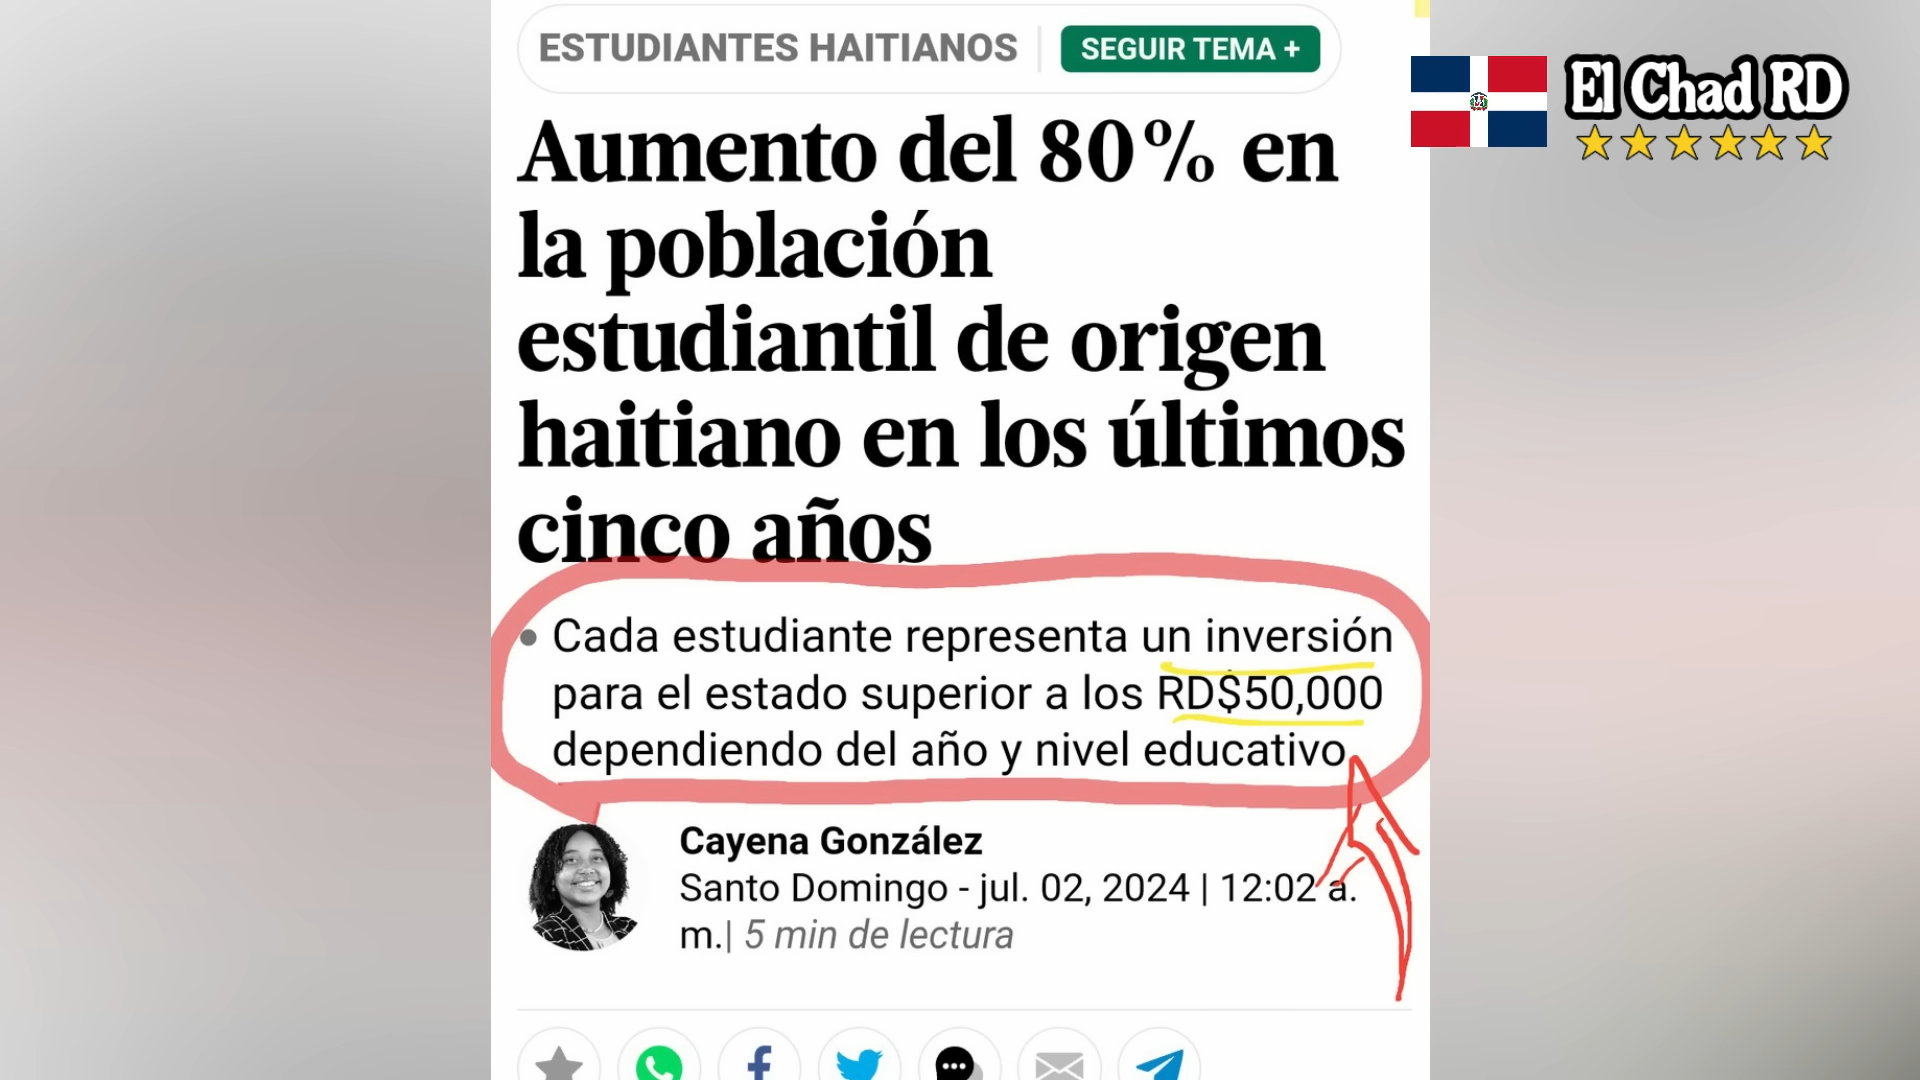 ESTUDIANTES HAITIANOS
SEGUIR TEMA +
El Chad RD
Aumento del 80% en
la población
estudiantil de origen
haitiano en los últimos
cinco años
• Cada estudiante representa un inversión
para el estado superior a los RD$50,000
dependiendo del año y nivel educativo
Cayena González
Santo Domingo - jul. 02, 2024 | 12:02 a.
m.| 5 min de lectura